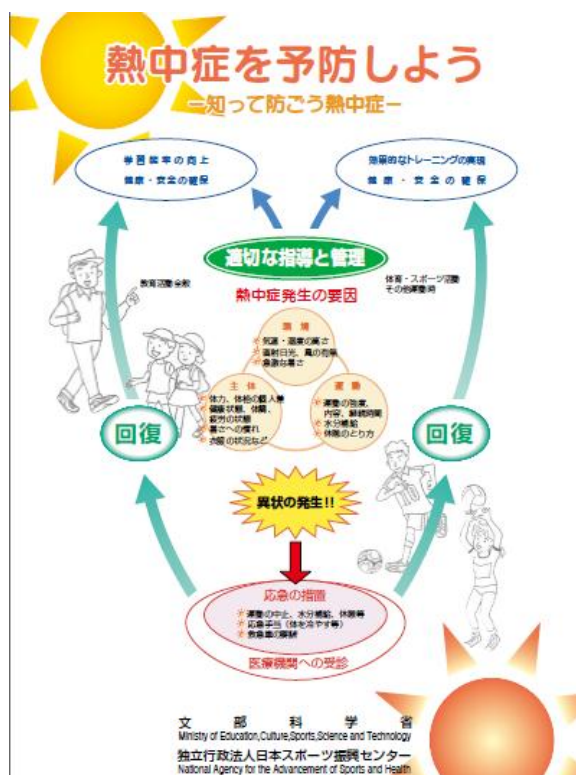 熱中症を予防しよう
－知って防ごう熱中症－
学習能率の向上
健康・安全の確保
効果的なトレーニングの実現
健康・安全の確保
適切な指導と管理
教育活動全般
体育・スポーツ活動
その他運動時
熱中症発生の要因
環境
気温・湿度の高さ
直射日光、風の有無
急激な暑さ
主体
体力、体格の個人差
健康状態、体調、
疲労の状態
暑さへの慣れ
衣服の状況など
運動
運動の強度、
内容、継続時間
水分補給
休憩のとり方
回復
回復
異状の発生!!
応急の措置
運動の中止、水分補給、休憩等
応急手当（体を冷やす等）
救急車の要請
医療機関への受診
文部科学省
Ministry of Education,Culture,Sports,Science and Technology
独立行政法人日本スポーツ振興センター
National Agency for the Advancement of Sports and Health